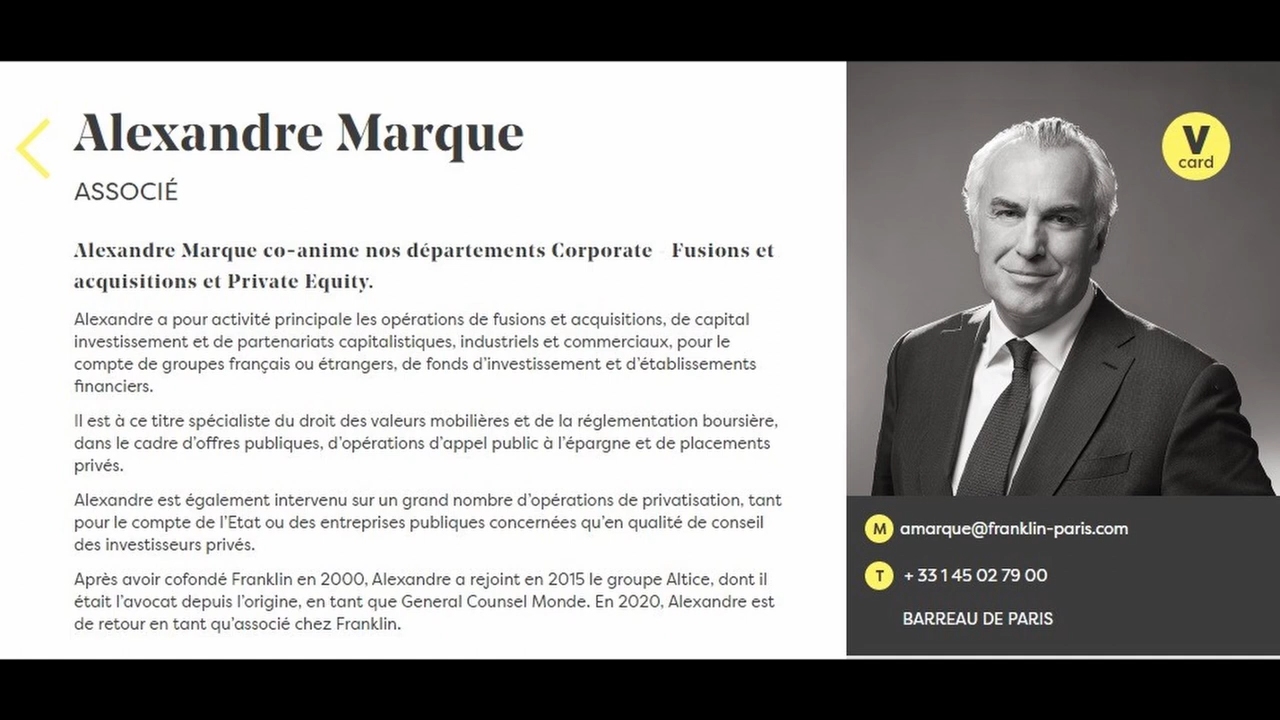 Alexandre Marque
ASSOCIÉ
Alexandre Marque co-anime nos départements Corporate - Fusions et
acquisitions et Private Equity.
Alexandre a pour activité principale les opérations de fusions et acquisitions, de capital
investissement et de partenariats capitalistiques, industriels et commerciaux, pour le
compte de groupes français ou étrangers, de fonds d'investissement et d'établissements
financiers.
Il est à ce titre spécialiste du droit des valeurs mobilières et de la réglementation boursière,
dans le cadre d'offres publiques, d'opérations d'appel public à l'épargne et de placements
privés.
Alexandre est également intervenu sur un grand nombre d'opérations de privatisation, tant
pour le compte de l'Etat ou des entreprises publiques concernées qu'en qualité de conseil
des investisseurs privés.
Après avoir cofondé Franklin en 2000, Alexandre a rejoint en 2015 le groupe Altice, dont il
était l'avocat depuis l'origine, en tant que General Counsel Monde. En 2020, Alexandre est
de retour en tant qu'associé chez Franklin.
V
card
M amarque@franklin-paris.com
T + 33 1 45 02 79 00
BARREAU DE PARIS